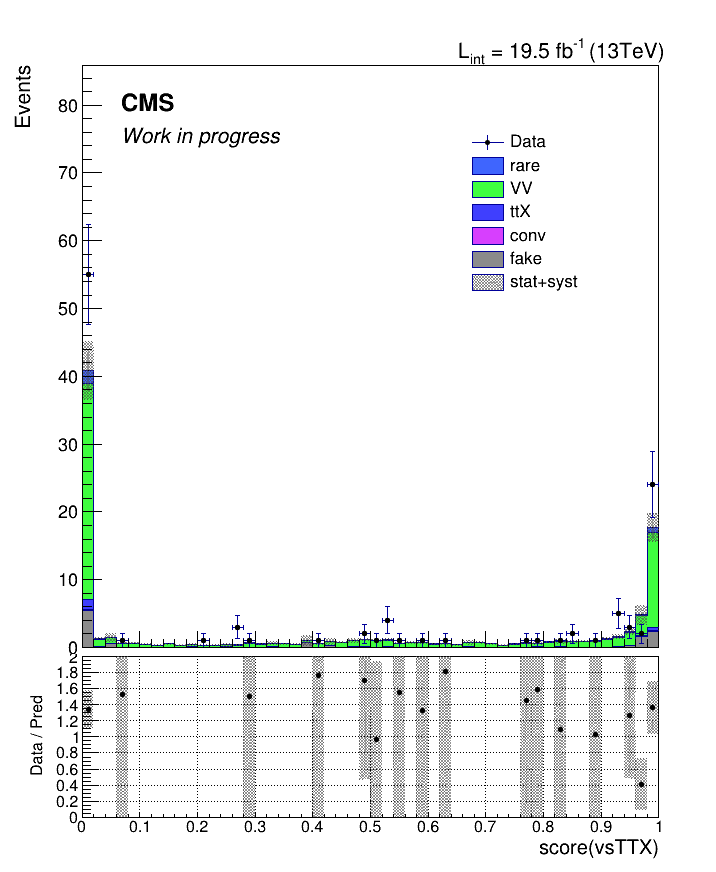 L_int = 19.5 fb^-1 (13TeV)
Events
CMS
Work in progress
Data
rare
VV
ttX
conv
fake
stat+syst
80
70
60
50
40
30
20
10
0
Data / Pred
2
1.8
1.6
1.4
1.2
1
0.8
0.6
0.4
0.2
0
0 0.1 0.2 0.3 0.4 0.5 0.6 0.7 0.8 0.9 1
score(vsTTX)